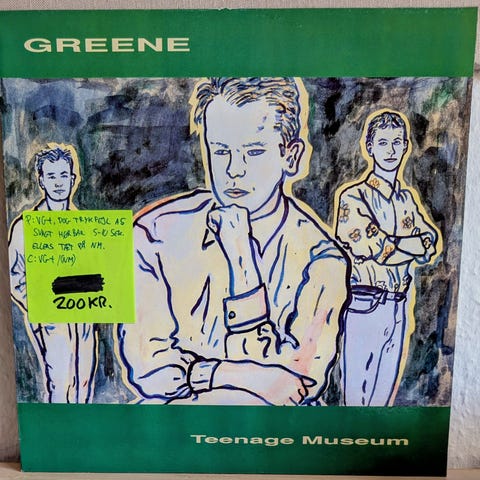 GREENE
P: VG+, DOG TRYKFEJL A5
SVAGT HØRBAR 5-10 SEK.
ELLERS TÆT PÅ NM.
C: VG+/(NM)
200 KR.
Teenage Museum